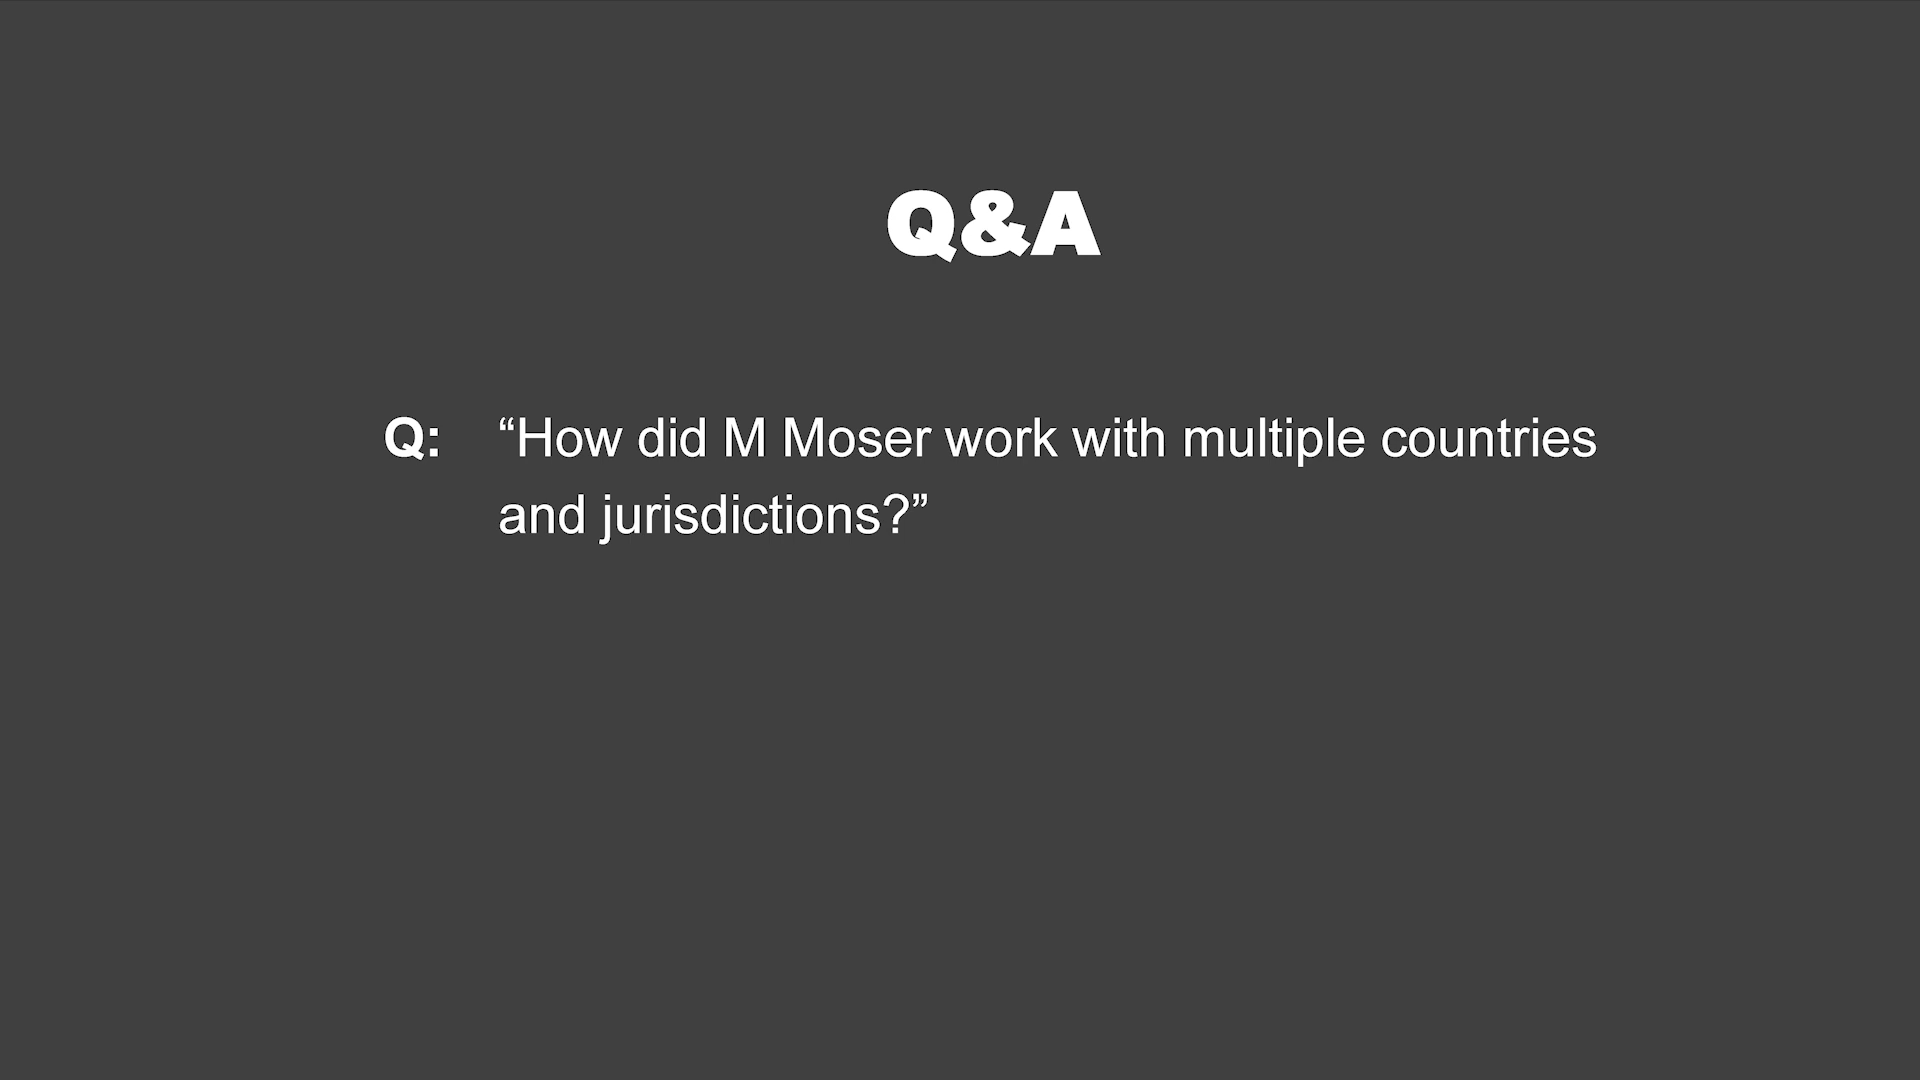 Q&A
Q: “How did M Moser work with multiple countries
and jurisdictions?”